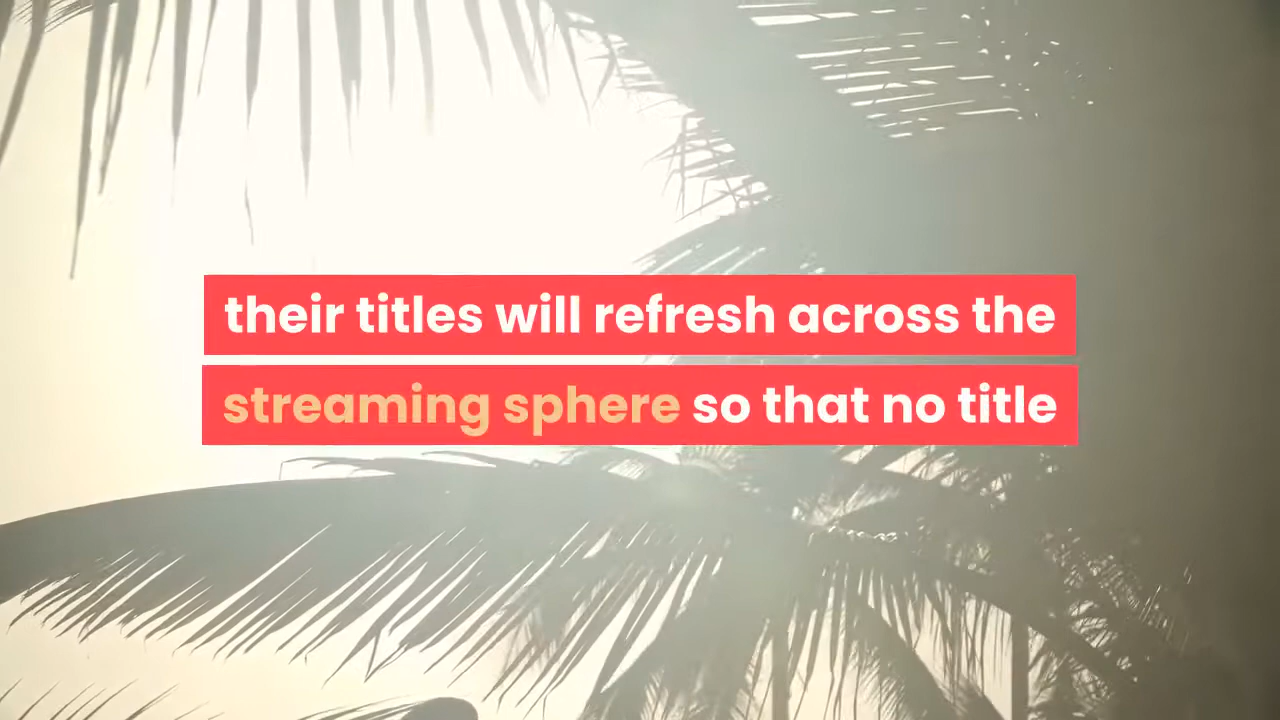 their titles will refresh across the
streaming sphere so that no title